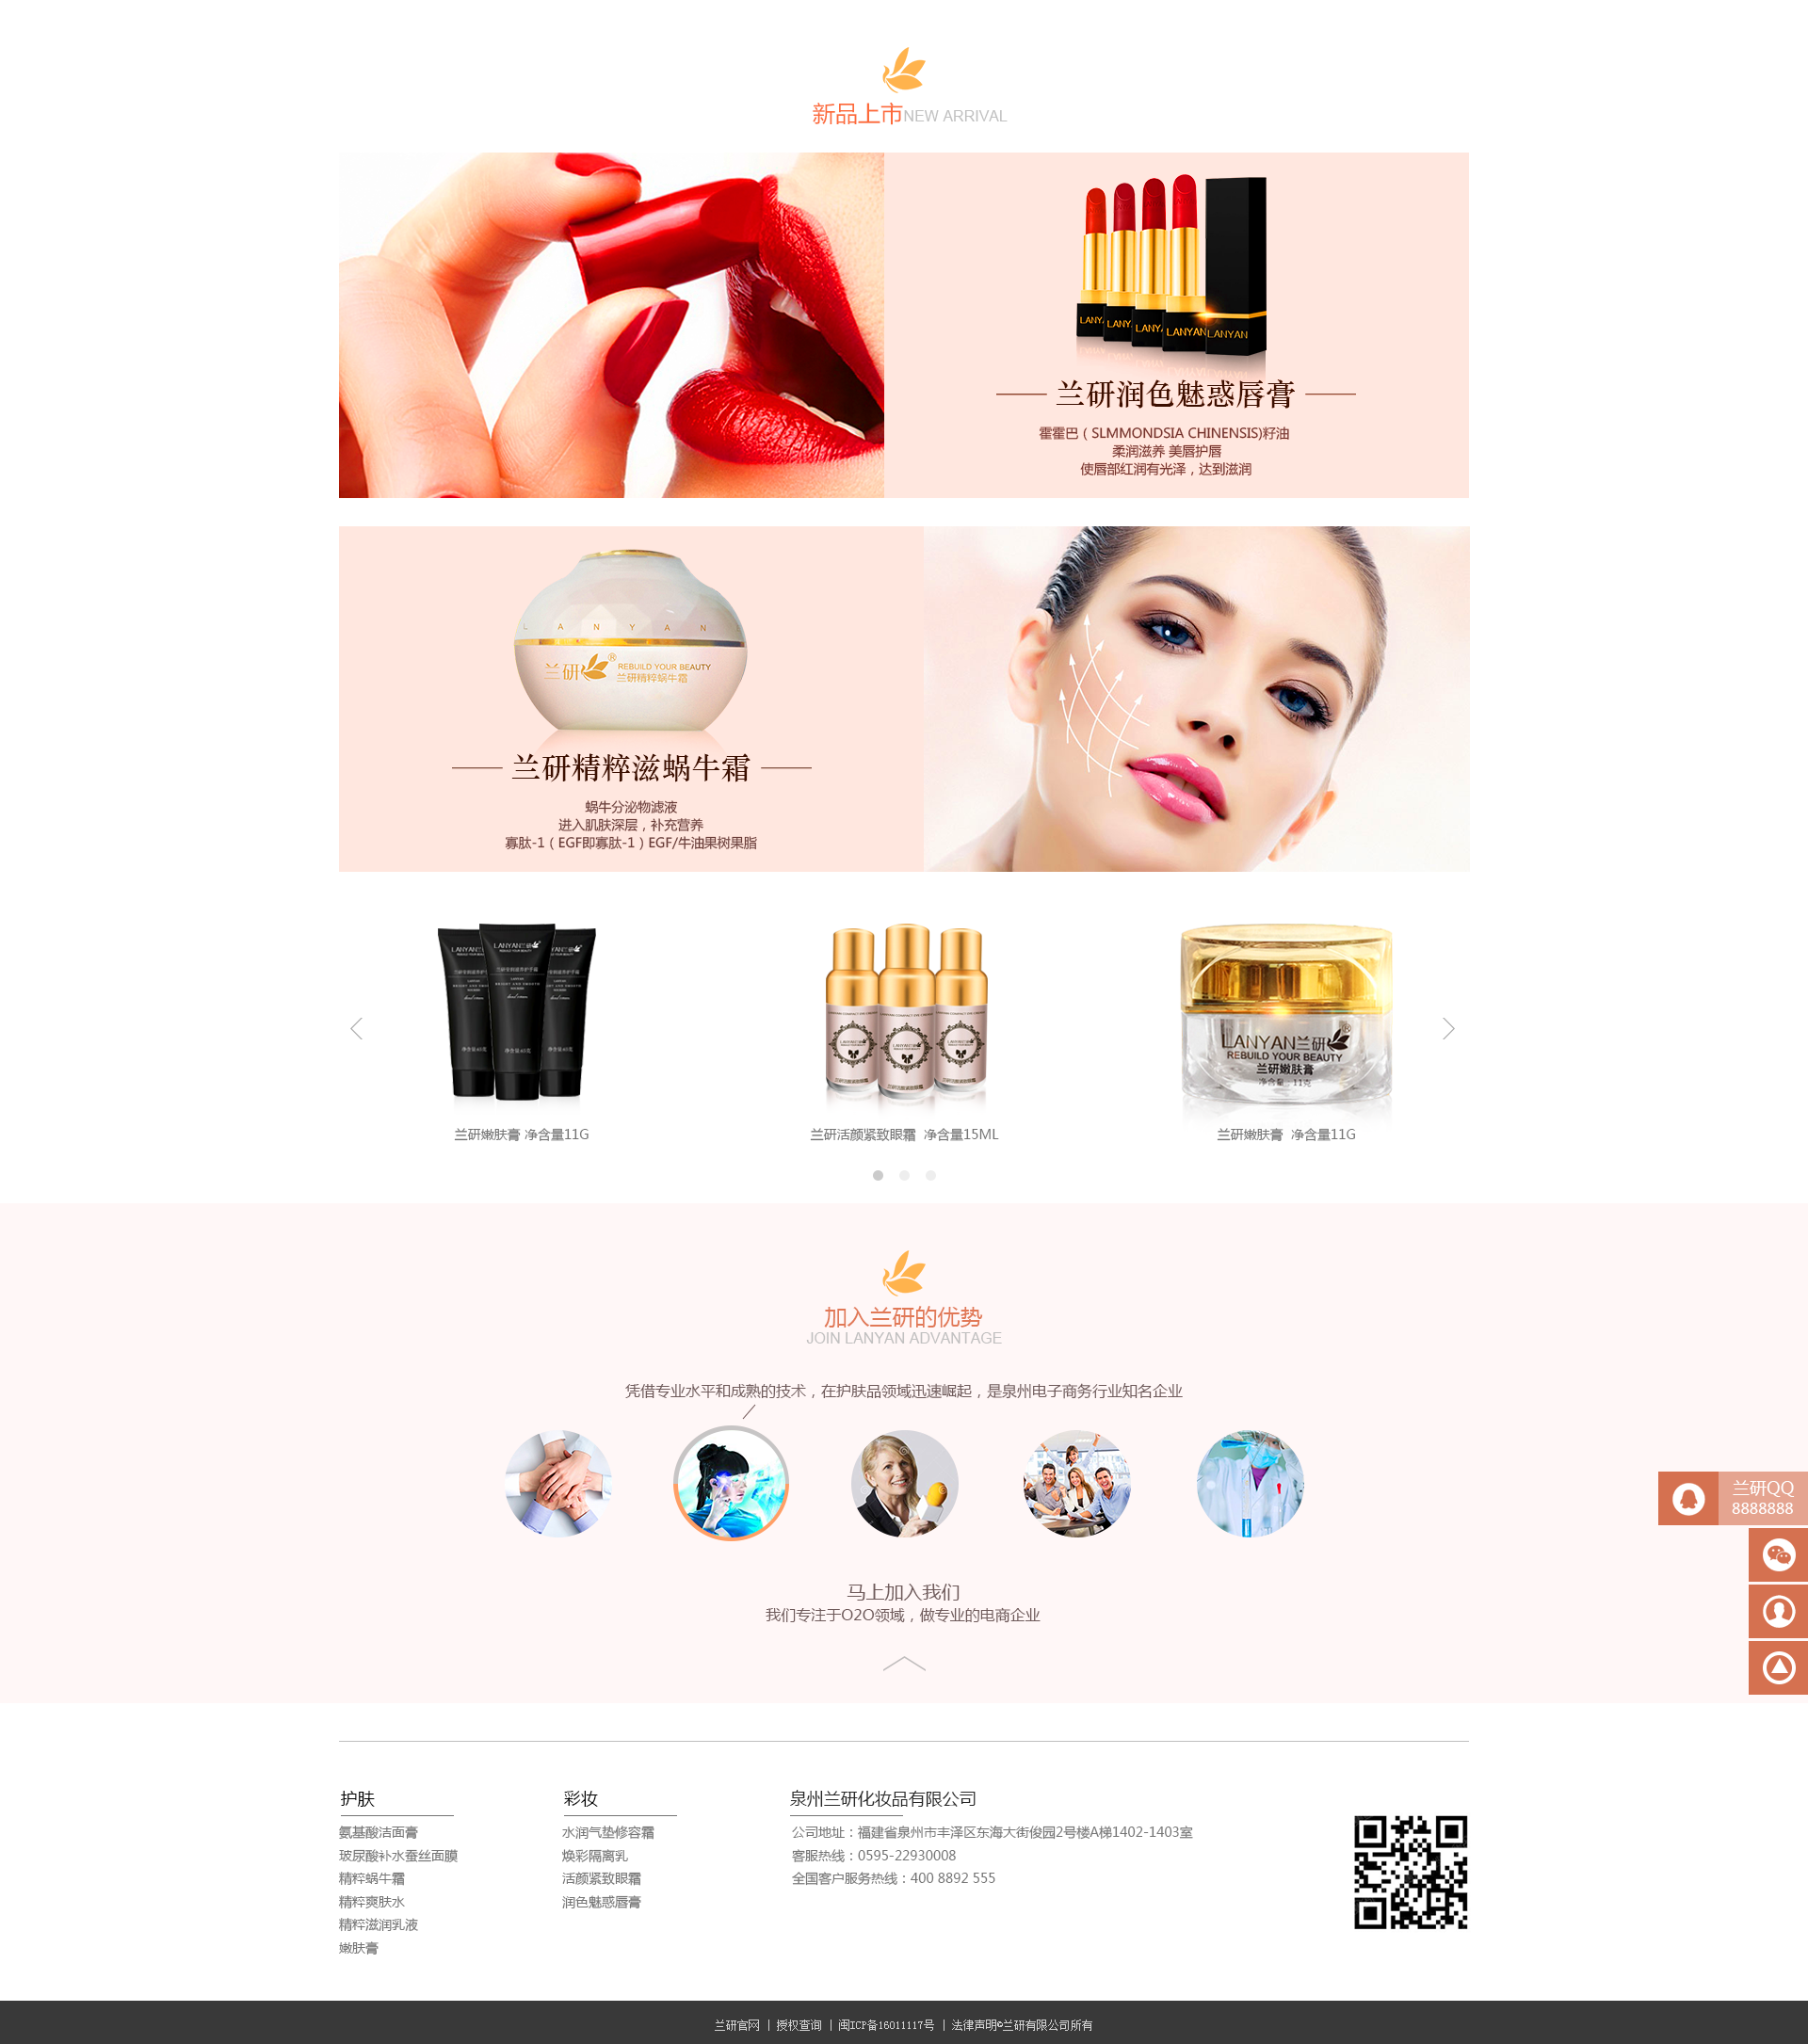 新品上市NEW ARRIVAL
LANYAN
兰研润色魅惑唇膏
霍霍巴（SLMMONDSIA CHINENSIS)籽油
柔润滋养 美唇护唇
使唇部红润有光泽，达到滋润
LANYAN
兰研® REBUILD YOUR BEAUTY
兰研精粹蜗牛霜
兰研精粹滋蜗牛霜
蜗牛分泌物滤液
进入肌肤深层，补充营养
寡肽-1（EGF即寡肽-1）EGF/牛油果树果脂
LANYAN兰研
LANYAN兰研®
REBUILD YOUR BEAUTY
兰研嫩肤膏
净含量：11克
兰研嫩肤膏 净含量11G
兰研活颜紧致眼霜 净含量15ML
兰研嫩肤膏 净含量11G
加入兰研的优势
JOIN LANYAN ADVANTAGE
凭借专业水平和成熟的技术，在护肤品领域迅速崛起，是泉州电子商务行业知名企业
兰研QQ
8888888
马上加入我们
我们专注于O2O领域，做专业的电商企业
护肤
氨基酸洁面膏
玻尿酸补水蚕丝面膜
精粹蜗牛霜
精粹爽肤水
精粹滋润乳液
嫩肤膏
彩妆
水润气垫修容霜
焕彩隔离乳
活颜紧致眼霜
润色魅惑唇膏
泉州兰研化妆品有限公司
公司地址：福建省泉州市丰泽区东海大街俊园2号楼A梯1402-1403室
客服热线：0595-22930008
全国客户服务热线：400 8892 555
兰研官网 | 授权查询 | 闽ICP备16011117号 | 法律声明©兰研有限公司所有